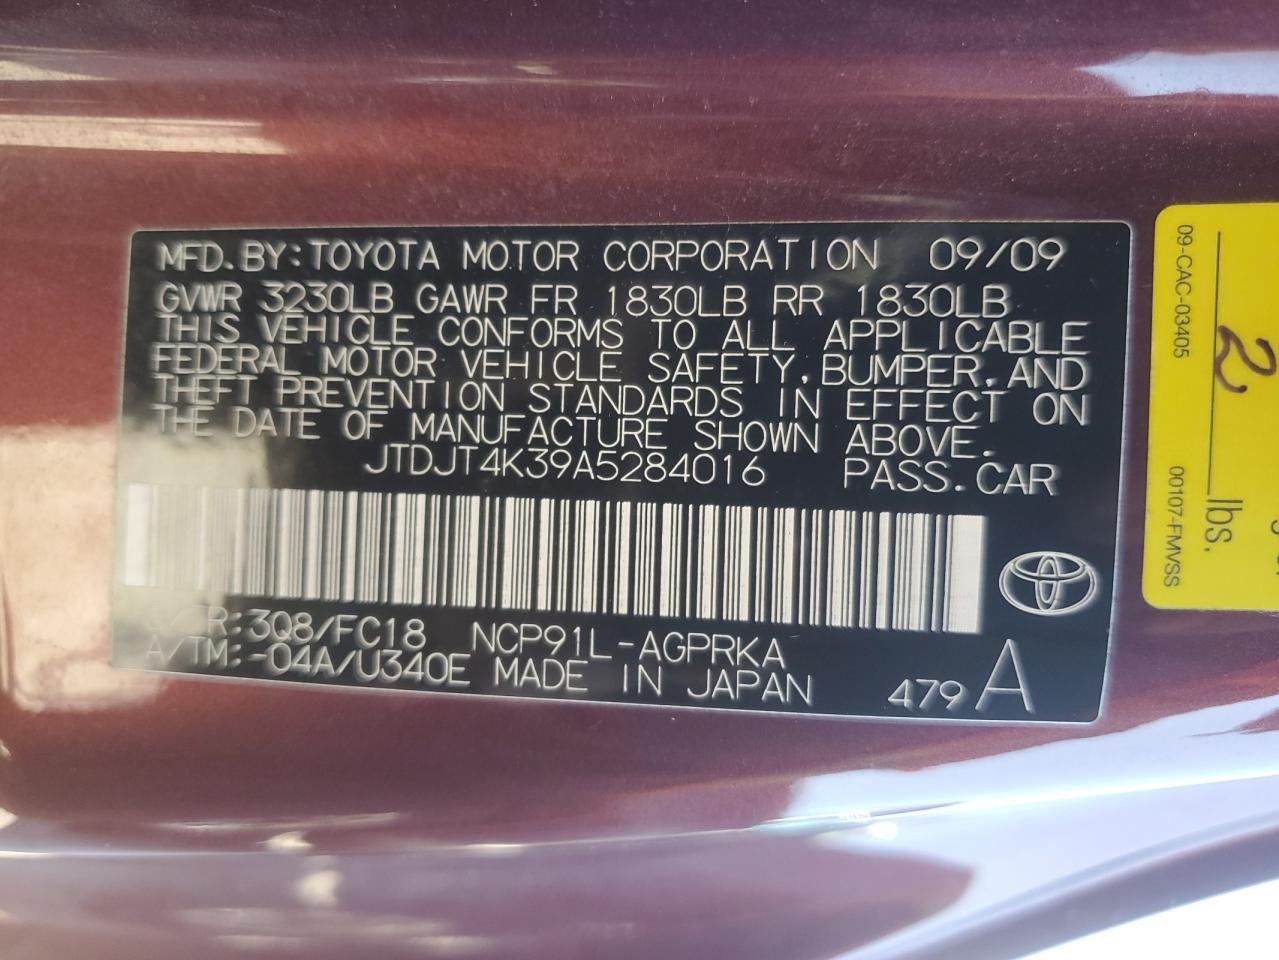 MFD.BY:TOYOTA MOTOR CORPORATION 09/09
GVWR 3230LB GAWR FR 1830LB RR 1830LB
THIS VEHICLE CONFORMS TO ALL APPLICABLE
FEDERAL MOTOR VEHICLE SAFETY,BUMPER,AND
THEFT PREVENTION STANDARDS IN EFFECT ON
THE DATE OF MANUFACTURE SHOWN ABOVE.
JTDJT4K39A5284016 PASS.CAR
C/TR:3Q8/FC18 NCP91L-AGPRKA
A/TM:-04A/U340E MADE IN JAPAN
479 A
09-CAC-03405
00107-FMVSS
2 lbs.